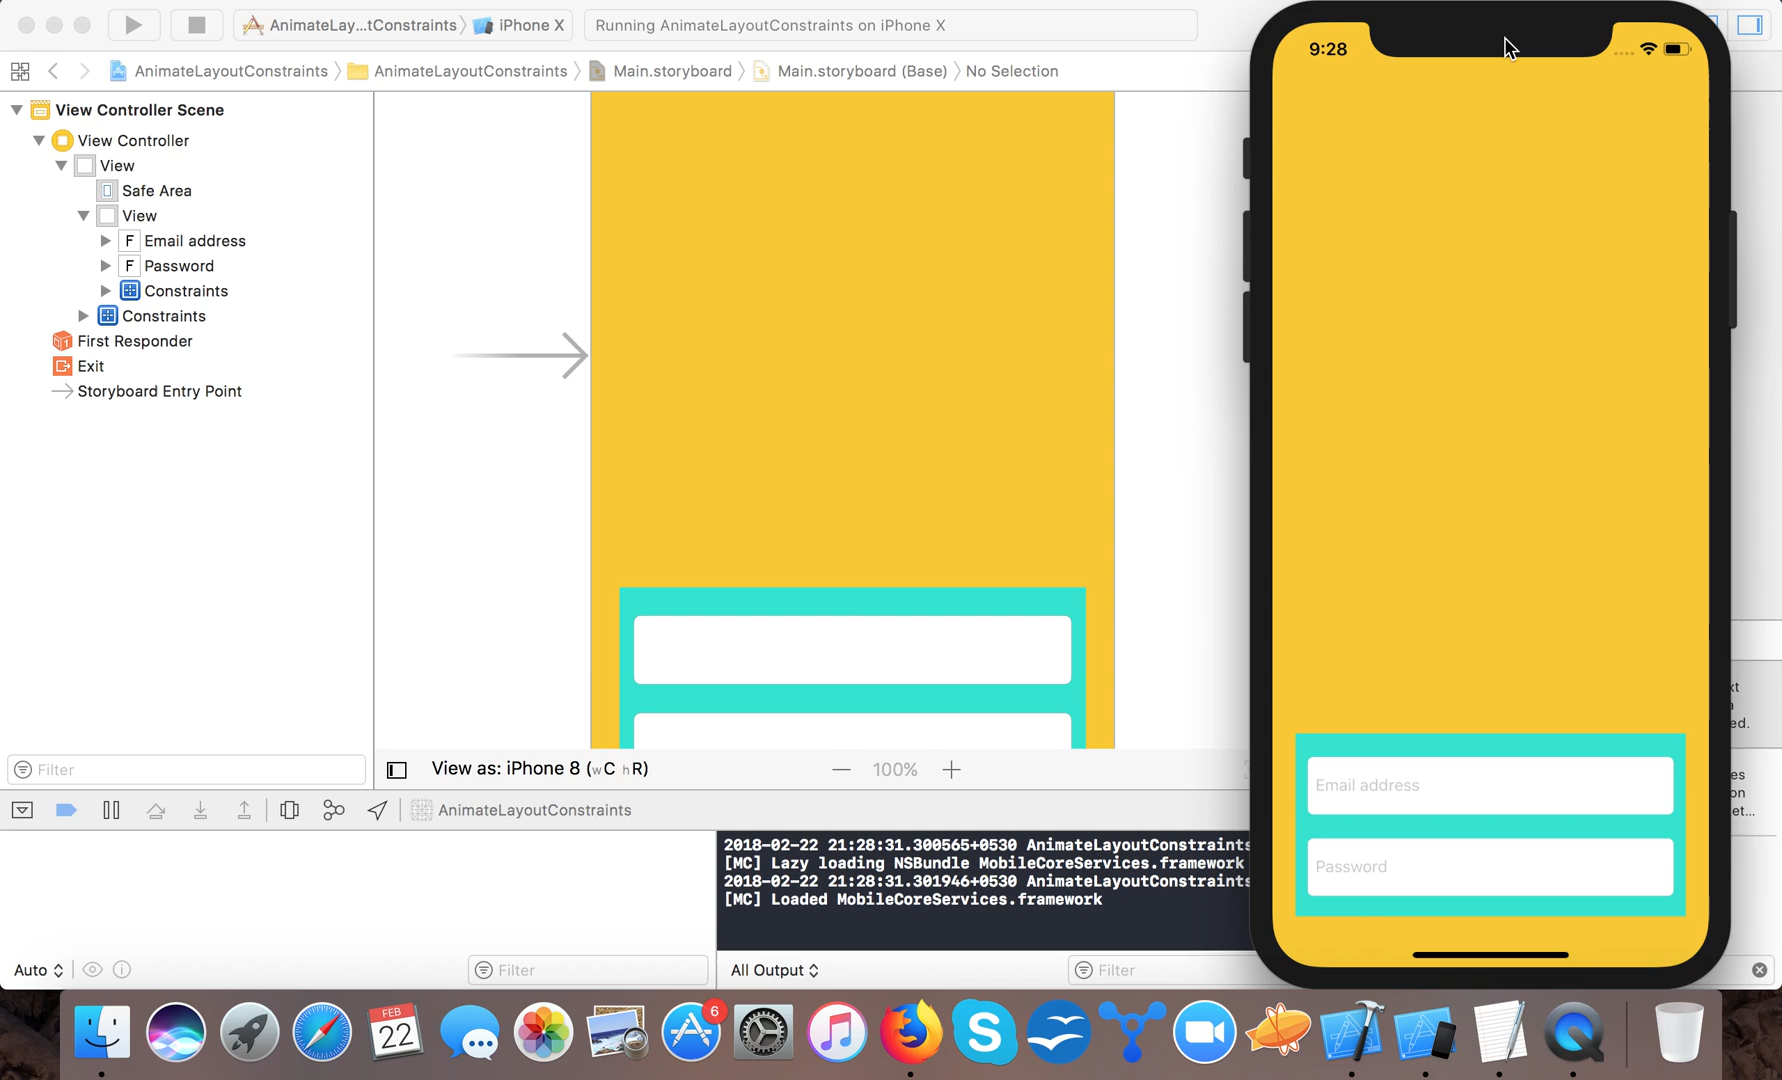 AnimateLay...tConstraints
iPhone X
Running AnimateLayoutConstraints on iPhone X
AnimateLayoutConstraints
AnimateLayoutConstraints
Main.storyboard
Main.storyboard (Base)
No Selection
View Controller Scene
View Controller
View
Safe Area
View
F Email address
F Password
Constraints
Constraints
First Responder
Exit
Storyboard Entry Point
Filter
View as: iPhone 8 (wC hR)
100%
AnimateLayoutConstraints
2018-02-22 21:28:31.300565+0530 AnimateLayoutConstraints
[MC] Lazy loading NSBundle MobileCoreServices.framework
2018-02-22 21:28:31.301946+0530 AnimateLayoutConstraints
[MC] Loaded MobileCoreServices.framework
Auto
Filter
All Output
Filter
9:28
Email address
Password
ed.
es
on
et...
FEB
22
6
S